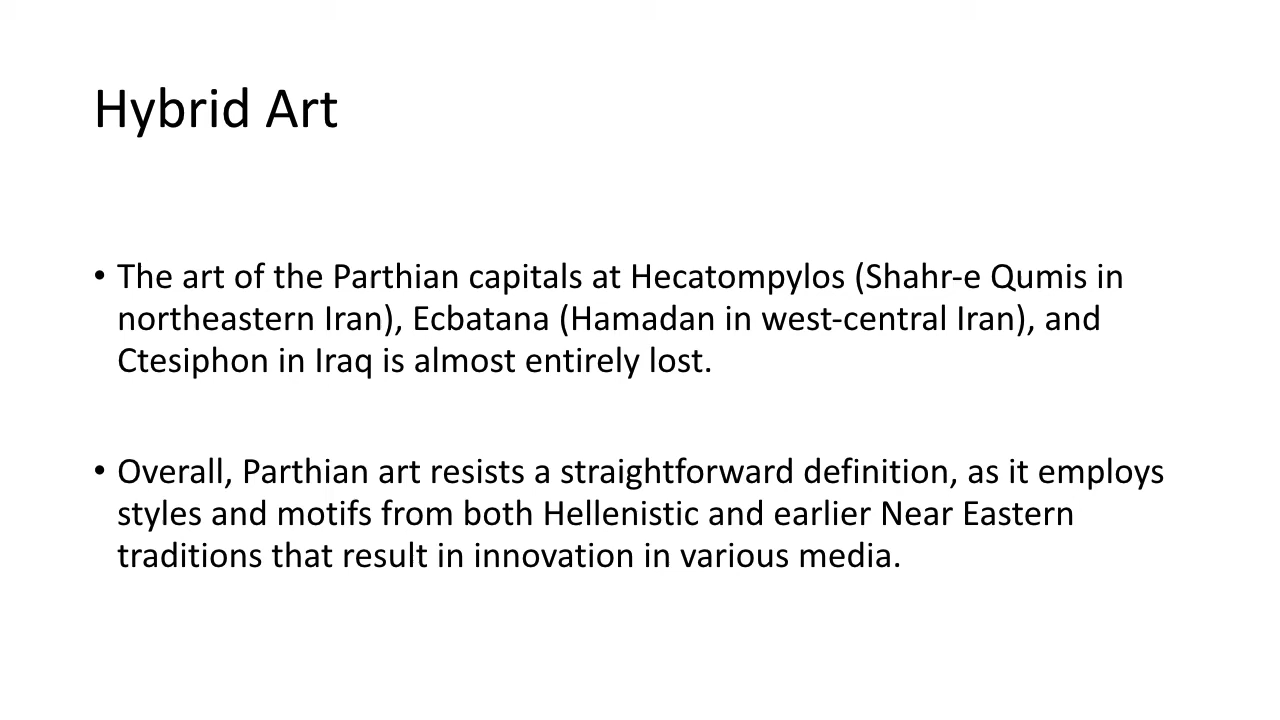 Hybrid Art
• The art of the Parthian capitals at Hecatompylos (Shahr-e Qumis in
northeastern Iran), Ecbatana (Hamadan in west-central Iran), and
Ctesiphon in Iraq is almost entirely lost.
• Overall, Parthian art resists a straightforward definition, as it employs
styles and motifs from both Hellenistic and earlier Near Eastern
traditions that result in innovation in various media.